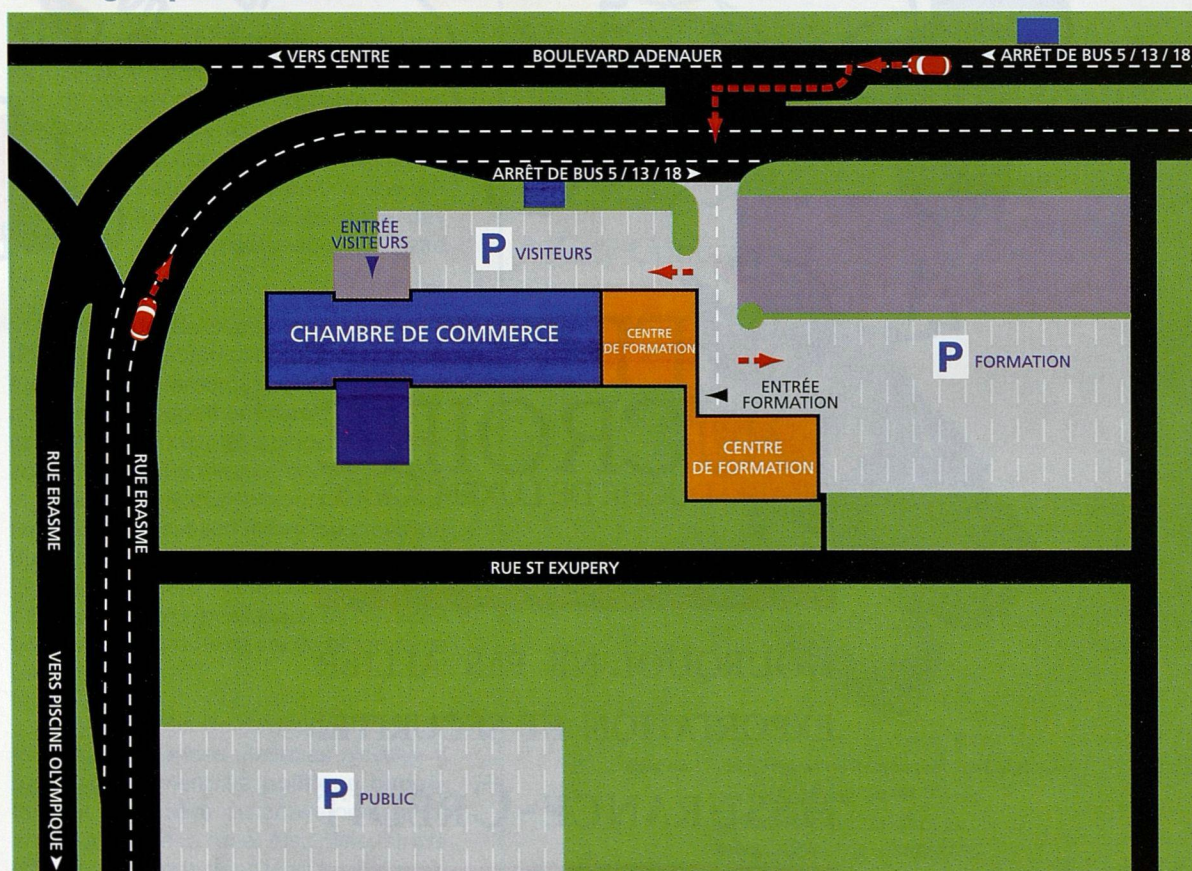 ◄ VERS CENTRE
BOULEVARD ADENAUER
◄ ARRÊT DE BUS 5 / 13 / 18
ARRÊT DE BUS 5 / 13 / 18 ►
ENTRÉE
VISITEURS
P VISITEURS
CHAMBRE DE COMMERCE
CENTRE
DE FORMATION
P FORMATION
ENTRÉE
FORMATION
CENTRE
DE FORMATION
RUE ERASME
RUE ERASME
RUE ST EXUPERY
VERS PISCINE OLYMPIQUE ►
P PUBLIC